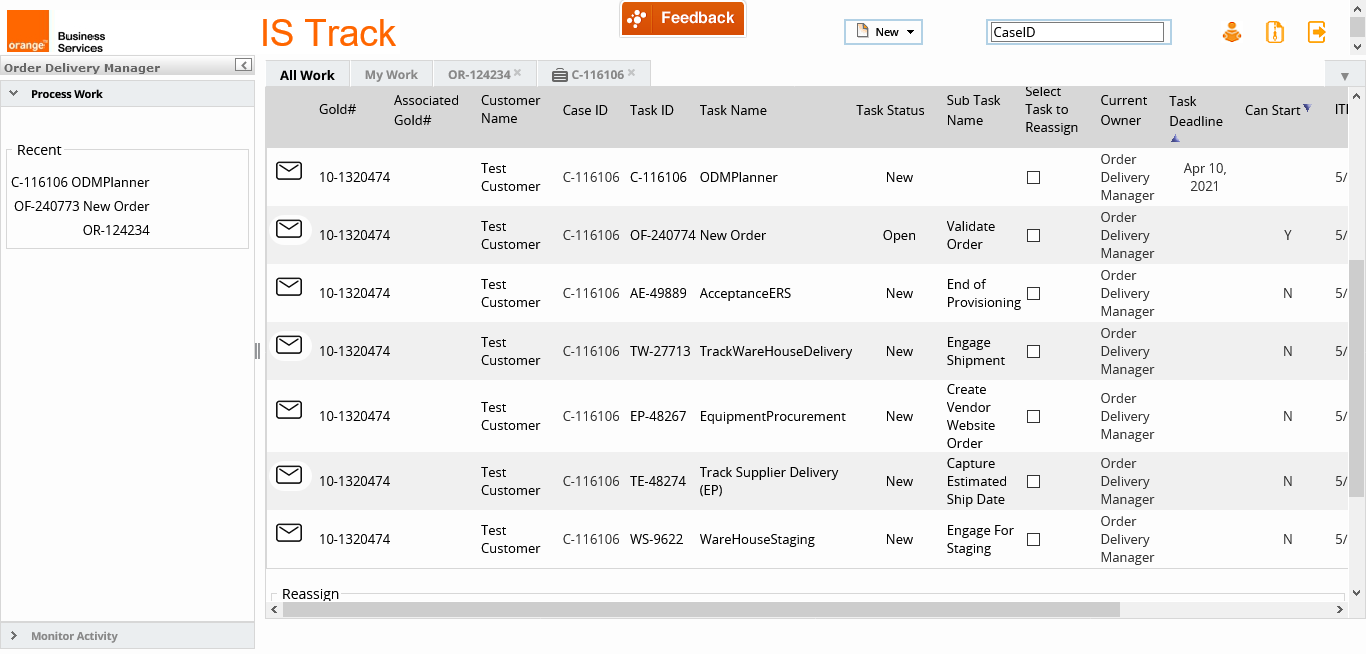 orange™
Business
Services
IS Track
Feedback
New
CaseID
Order Delivery Manager
Process Work
Recent
C-116106 ODMPlanner
OF-240773 New Order
OR-124234
Monitor Activity
All Work
My Work
OR-124234
C-116106
Gold#
Associated
Gold#
Customer
Name
Case ID
Task ID
Task Name
Task Status
Sub Task
Name
Select
Task to
Reassign
Current
Owner
Task
Deadline
Can Start
10-1320474
Test
Customer
C-116106
C-116106
ODMPlanner
New
Order
Delivery
Manager
Apr 10,
2021
5/
10-1320474
Test
Customer
C-116106
OF-240774
New Order
Open
Validate
Order
Order
Delivery
Manager
Y
5/
10-1320474
Test
Customer
C-116106
AE-49889
AcceptanceERS
New
End of
Provisioning
Order
Delivery
Manager
N
5/
10-1320474
Test
Customer
C-116106
TW-27713
TrackWareHouseDelivery
New
Engage
Shipment
Order
Delivery
Manager
N
5/
10-1320474
Test
Customer
C-116106
EP-48267
EquipmentProcurement
New
Create
Vendor
Website
Order
Order
Delivery
Manager
N
5/
10-1320474
Test
Customer
C-116106
TE-48274
Track Supplier Delivery
(EP)
New
Capture
Estimated
Ship Date
Order
Delivery
Manager
N
5/
10-1320474
Test
Customer
C-116106
WS-9622
WareHouseStaging
New
Engage For
Staging
Order
Delivery
Manager
N
5/
Reassign